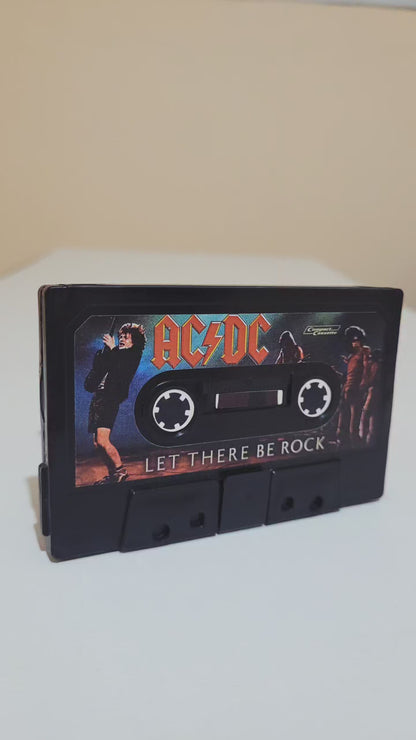 AC⚡DC
Compact
Cassette
LET THERE BE ROCK